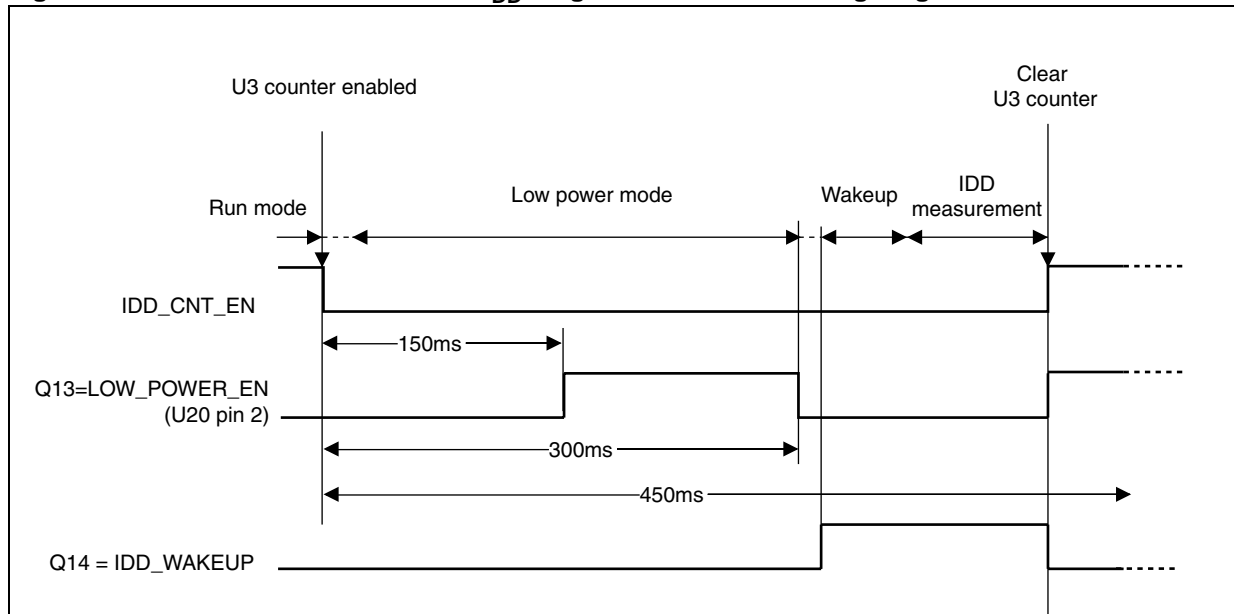 U3 counter enabled
Clear
U3 counter
Run mode
Low power mode
Wakeup
IDD
measurement
IDD_CNT_EN
150ms
Q13=LOW_POWER_EN
(U20 pin 2)
300ms
450ms
Q14 = IDD_WAKEUP